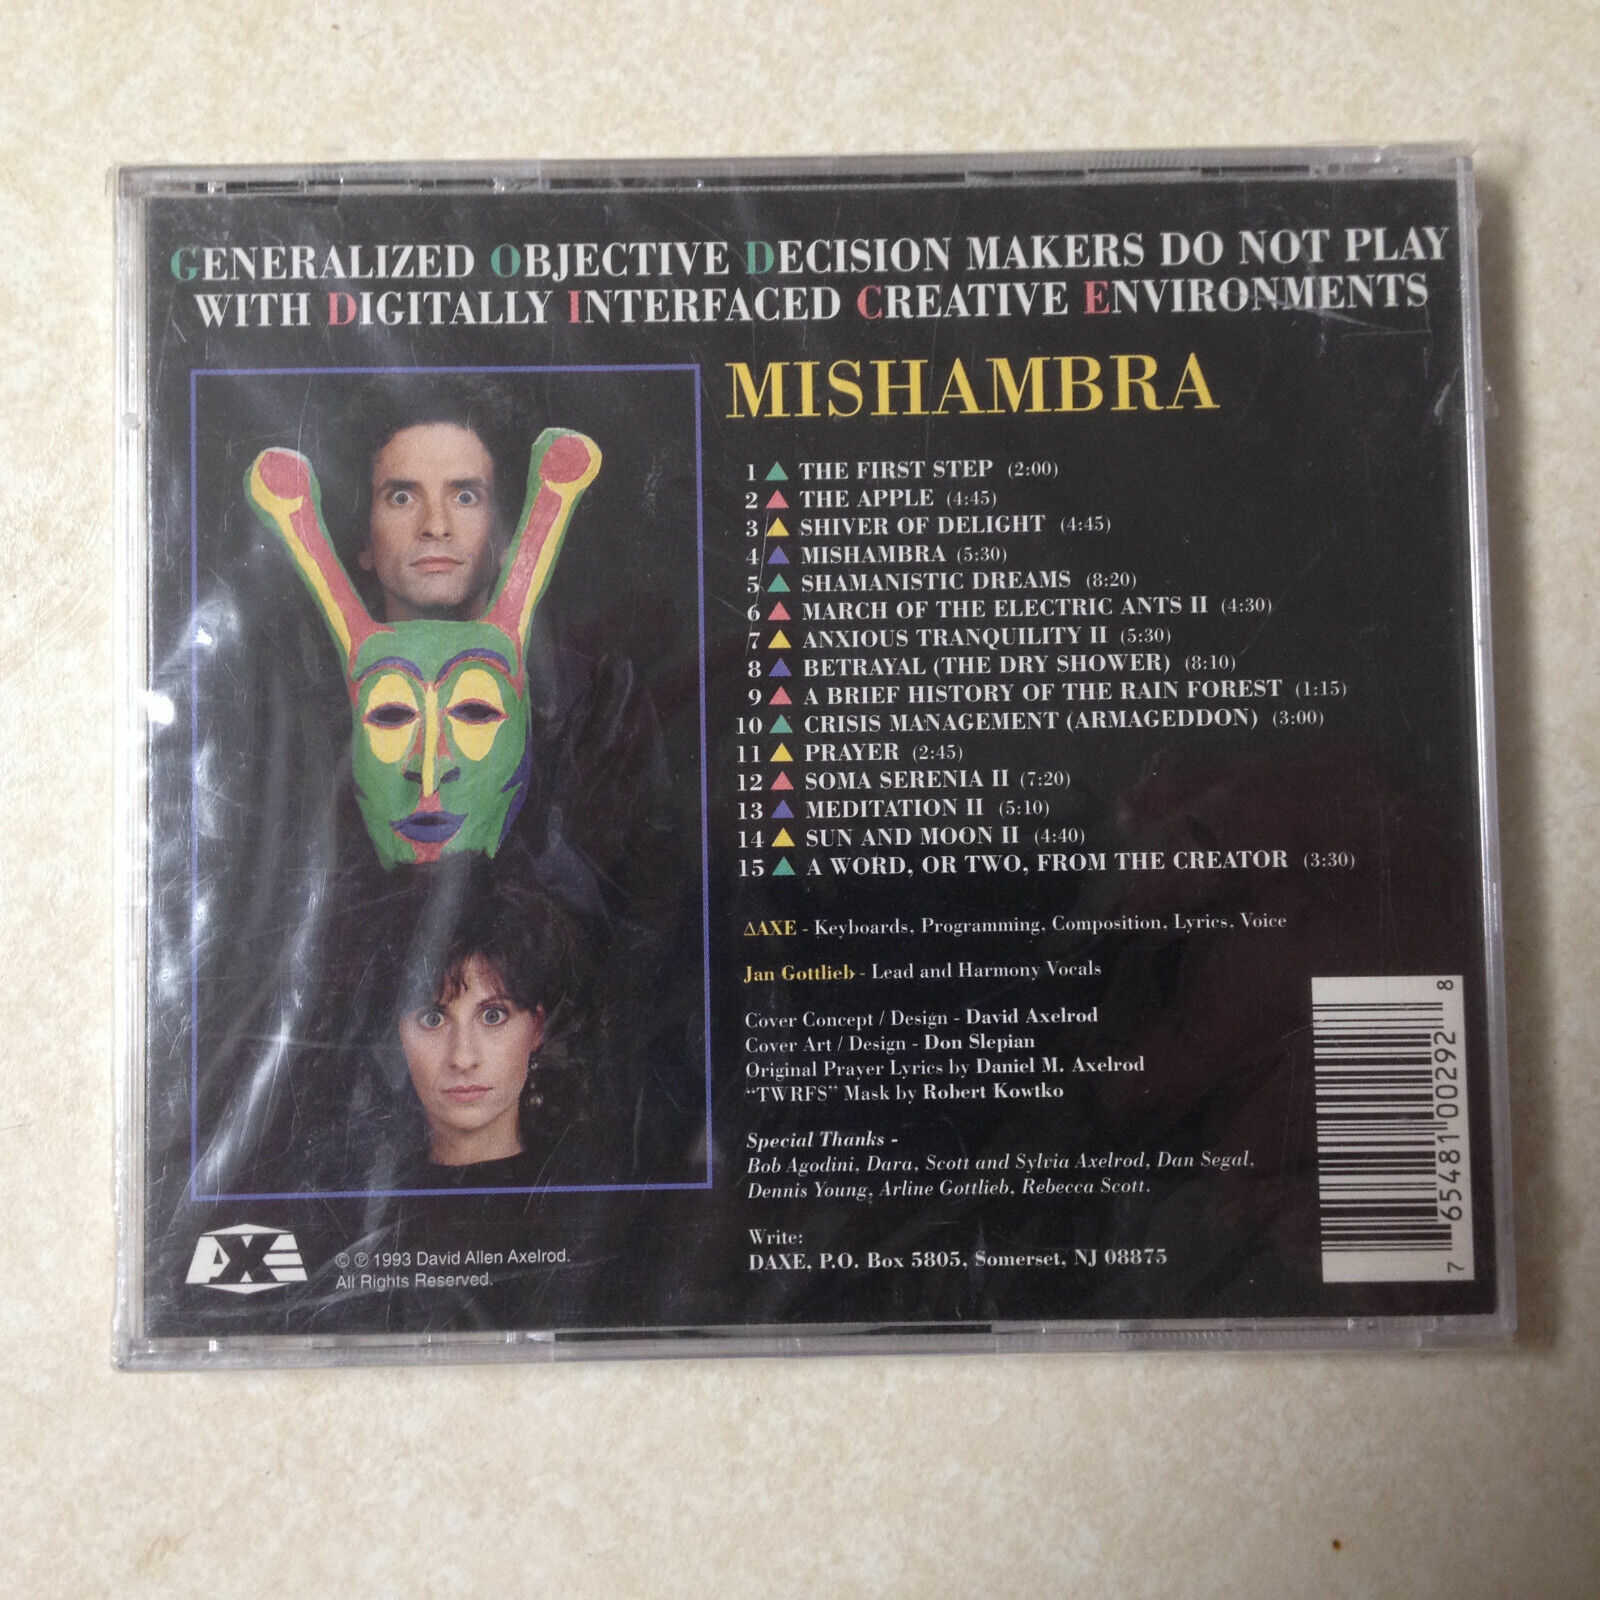 GENERALIZED OBJECTIVE DECISION MAKERS DO NOT PLAY
WITH DIGITALLY INTERFACED CREATIVE ENVIRONMENTS
MISHAMBRA
1 THE FIRST STEP (2:00)
2 THE APPLE (4:45)
3 SHIVER OF DELIGHT (4:45)
4 MISHAMBRA (5:30)
5 SHAMANISTIC DREAMS (8:20)
6 MARCH OF THE ELECTRIC ANTS II (4:30)
7 ANXIOUS TRANQUILITY II (5:30)
8 BETRAYAL (THE DRY SHOWER) (8:10)
9 A BRIEF HISTORY OF THE RAIN FOREST (1:15)
10 CRISIS MANAGEMENT (ARMAGEDDON) (3:00)
11 PRAYER (2:45)
12 SOMA SERENIA II (7:20)
13 MEDITATION II (5:10)
14 SUN AND MOON II (4:40)
15 A WORD, OR TWO, FROM THE CREATOR (3:30)
∆AXE - Keyboards, Programming, Composition, Lyrics, Voice
Jan Gottlieb - Lead and Harmony Vocals
Cover Concept / Design - David Axelrod
Cover Art / Design - Don Slepian
Original Prayer Lyrics by Daniel M. Axelrod
“TWRFS” Mask by Robert Kowtko
Special Thanks -
Bob Agodini, Dara, Scott and Sylvia Axelrod, Dan Segal,
Dennis Young, Arline Gottlieb, Rebecca Scott.
Write:
DAXE, P.O. Box 5805, Somerset, NJ 08875
AXE
© ℗ 1993 David Allen Axelrod.
All Rights Reserved.
7 65481 00292 8